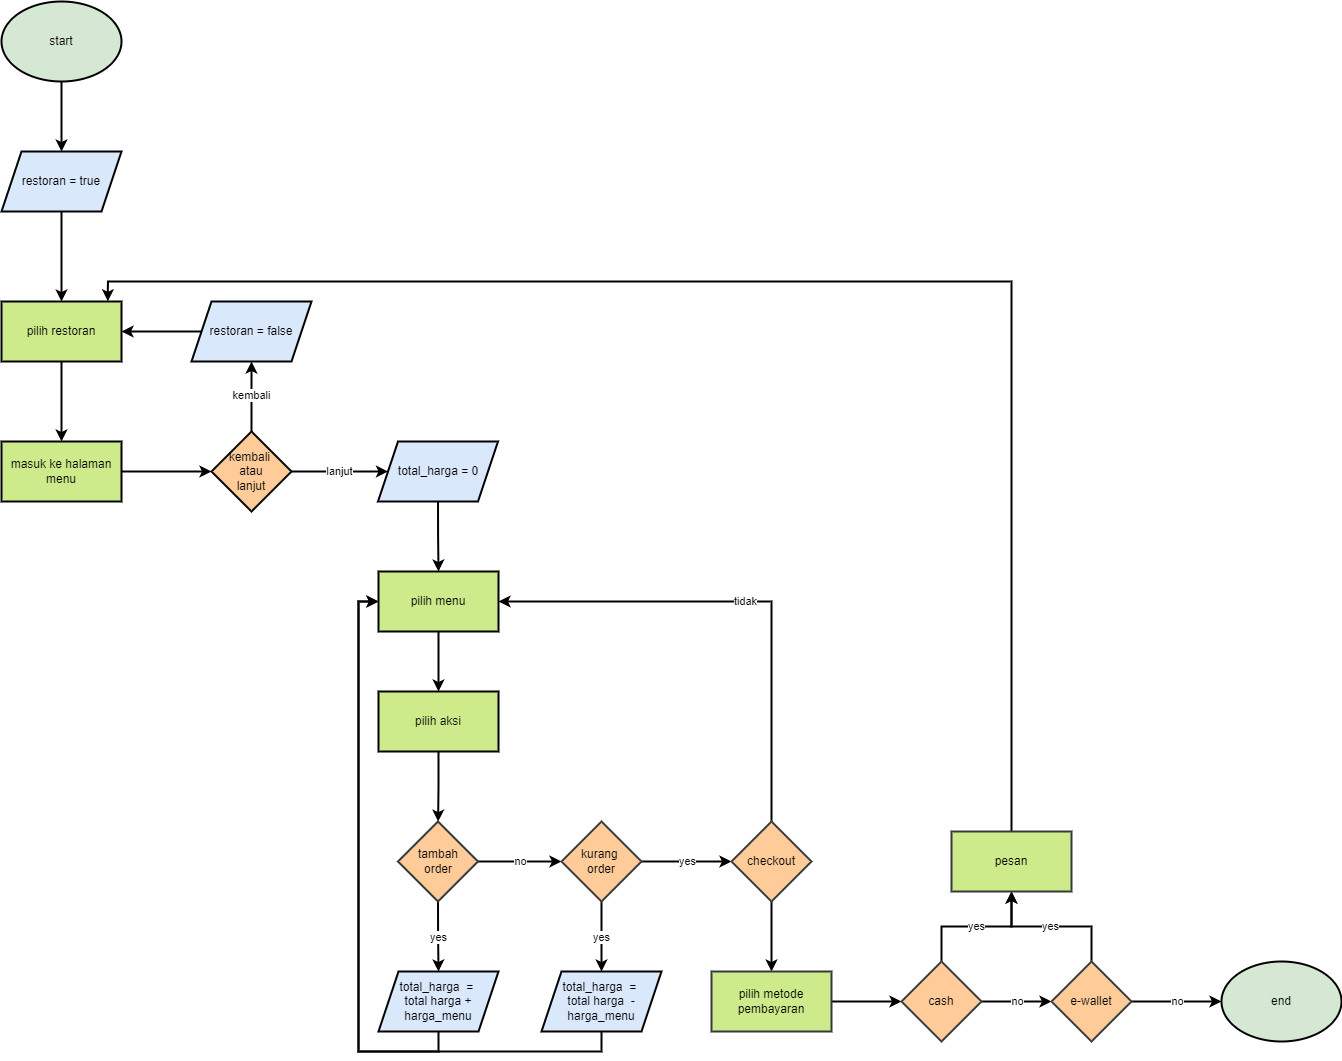 start
restoran = true
pilih restoran
restoran = false
kembali
masuk ke halaman
menu
kembali
atau
lanjut
lanjut
total_harga = 0
pilih menu
tidak
pilih aksi
tambah
order
no
kurang
order
yes
checkout
pesan
yes
yes
yes
yes
total_harga =
total harga +
harga_menu
total_harga =
total harga -
harga_menu
pilih metode
pembayaran
cash
no
e-wallet
no
end